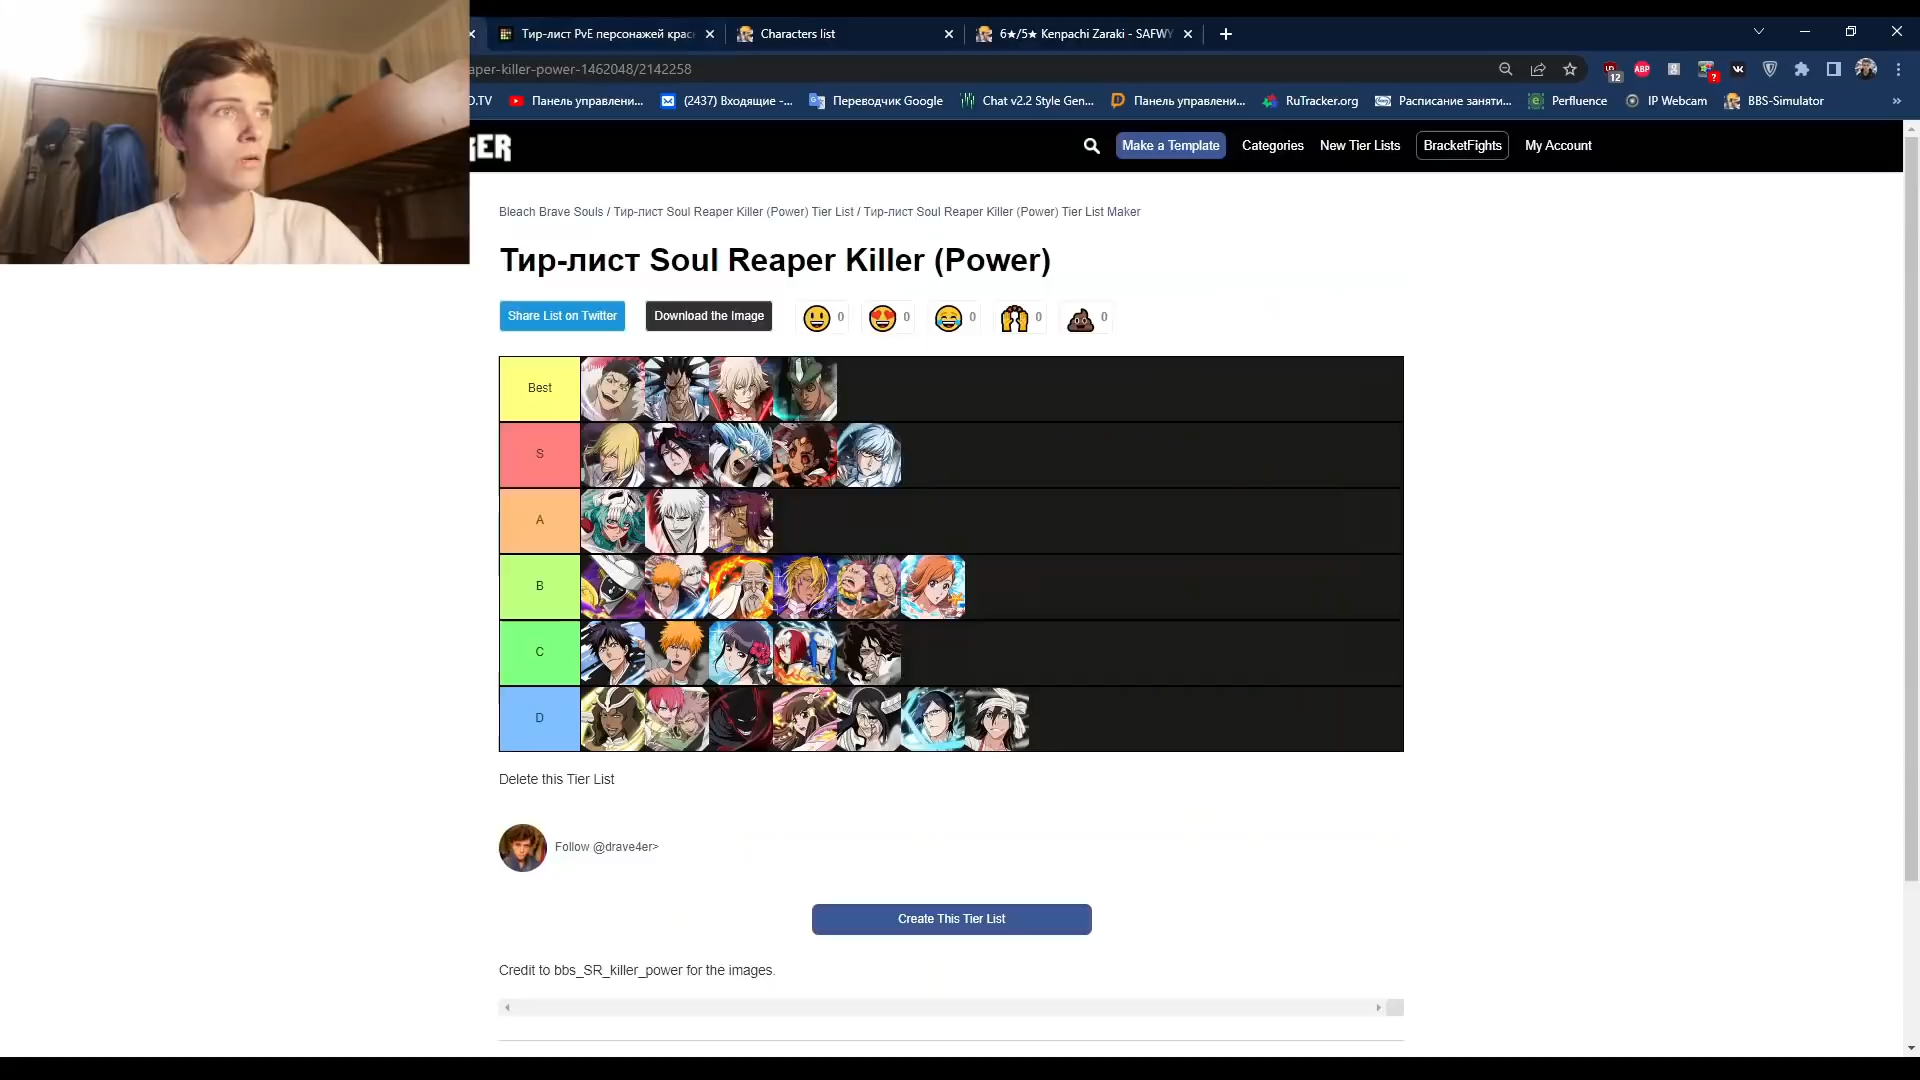 Тир-лист PvE персонажей крас
Characters list
6★/5★ Kenpachi Zaraki - SAFWY
aper-killer-power-1462048/2142258
12
ABP
?
O.TV
Панель управлени...
(2437) Входящие -...
Переводчик Google
Chat v2.2 Style Gen...
Панель управлени...
RuTracker.org
Расписание заняти...
Perfluence
IP Webcam
BBS-Simulator
»
KER
Make a Template
Categories
New Tier Lists
BracketFights
My Account
Bleach Brave Souls / Тир-лист Soul Reaper Killer (Power) Tier List / Тир-лист Soul Reaper Killer (Power) Tier List Maker
Тир-лист Soul Reaper Killer (Power)
Share List on Twitter
Download the Image
0
0
0
0
0
Best
S
A
B
C
D
Delete this Tier List
Follow @drave4er>
Create This Tier List
Credit to bbs_SR_killer_power for the images.